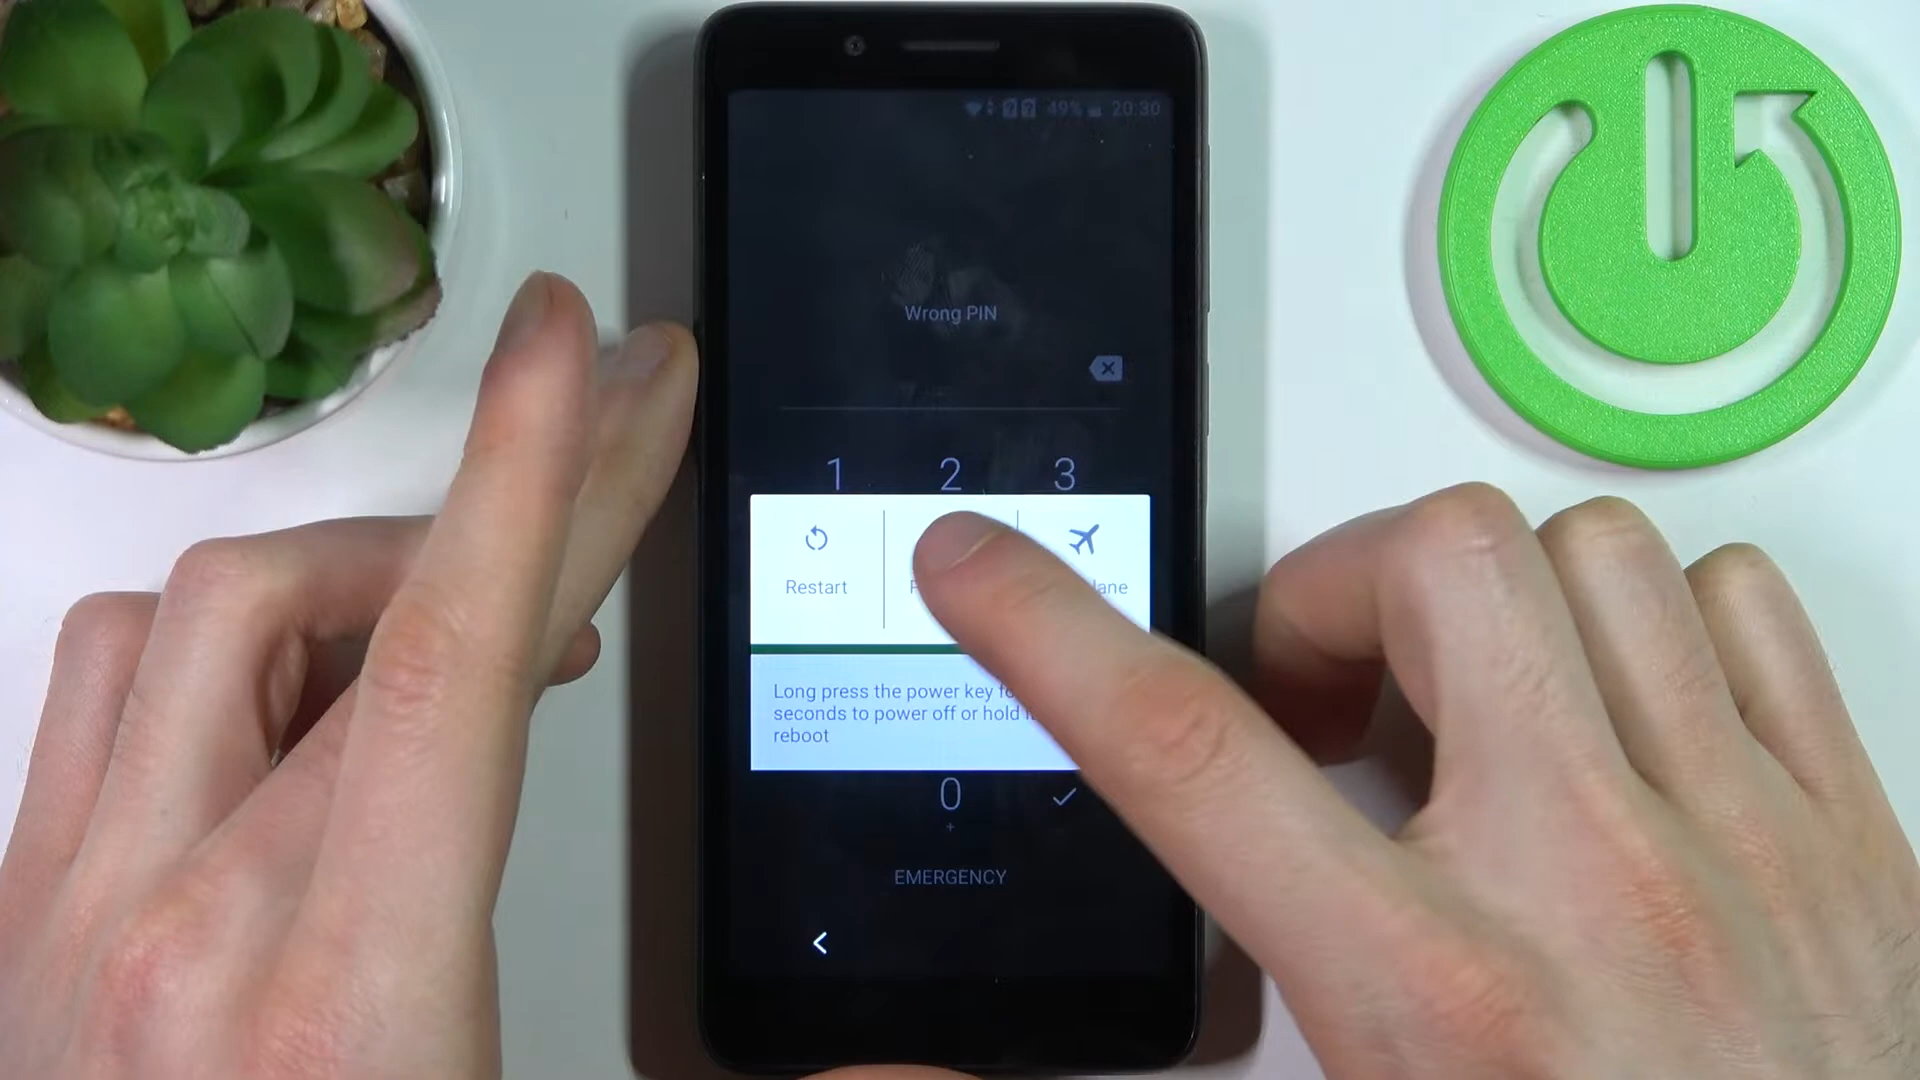 49% 20:30
Wrong PIN
1 2 3
Restart
Long press the power key
seconds to power off or hold
reboot
0
+
EMERGENCY